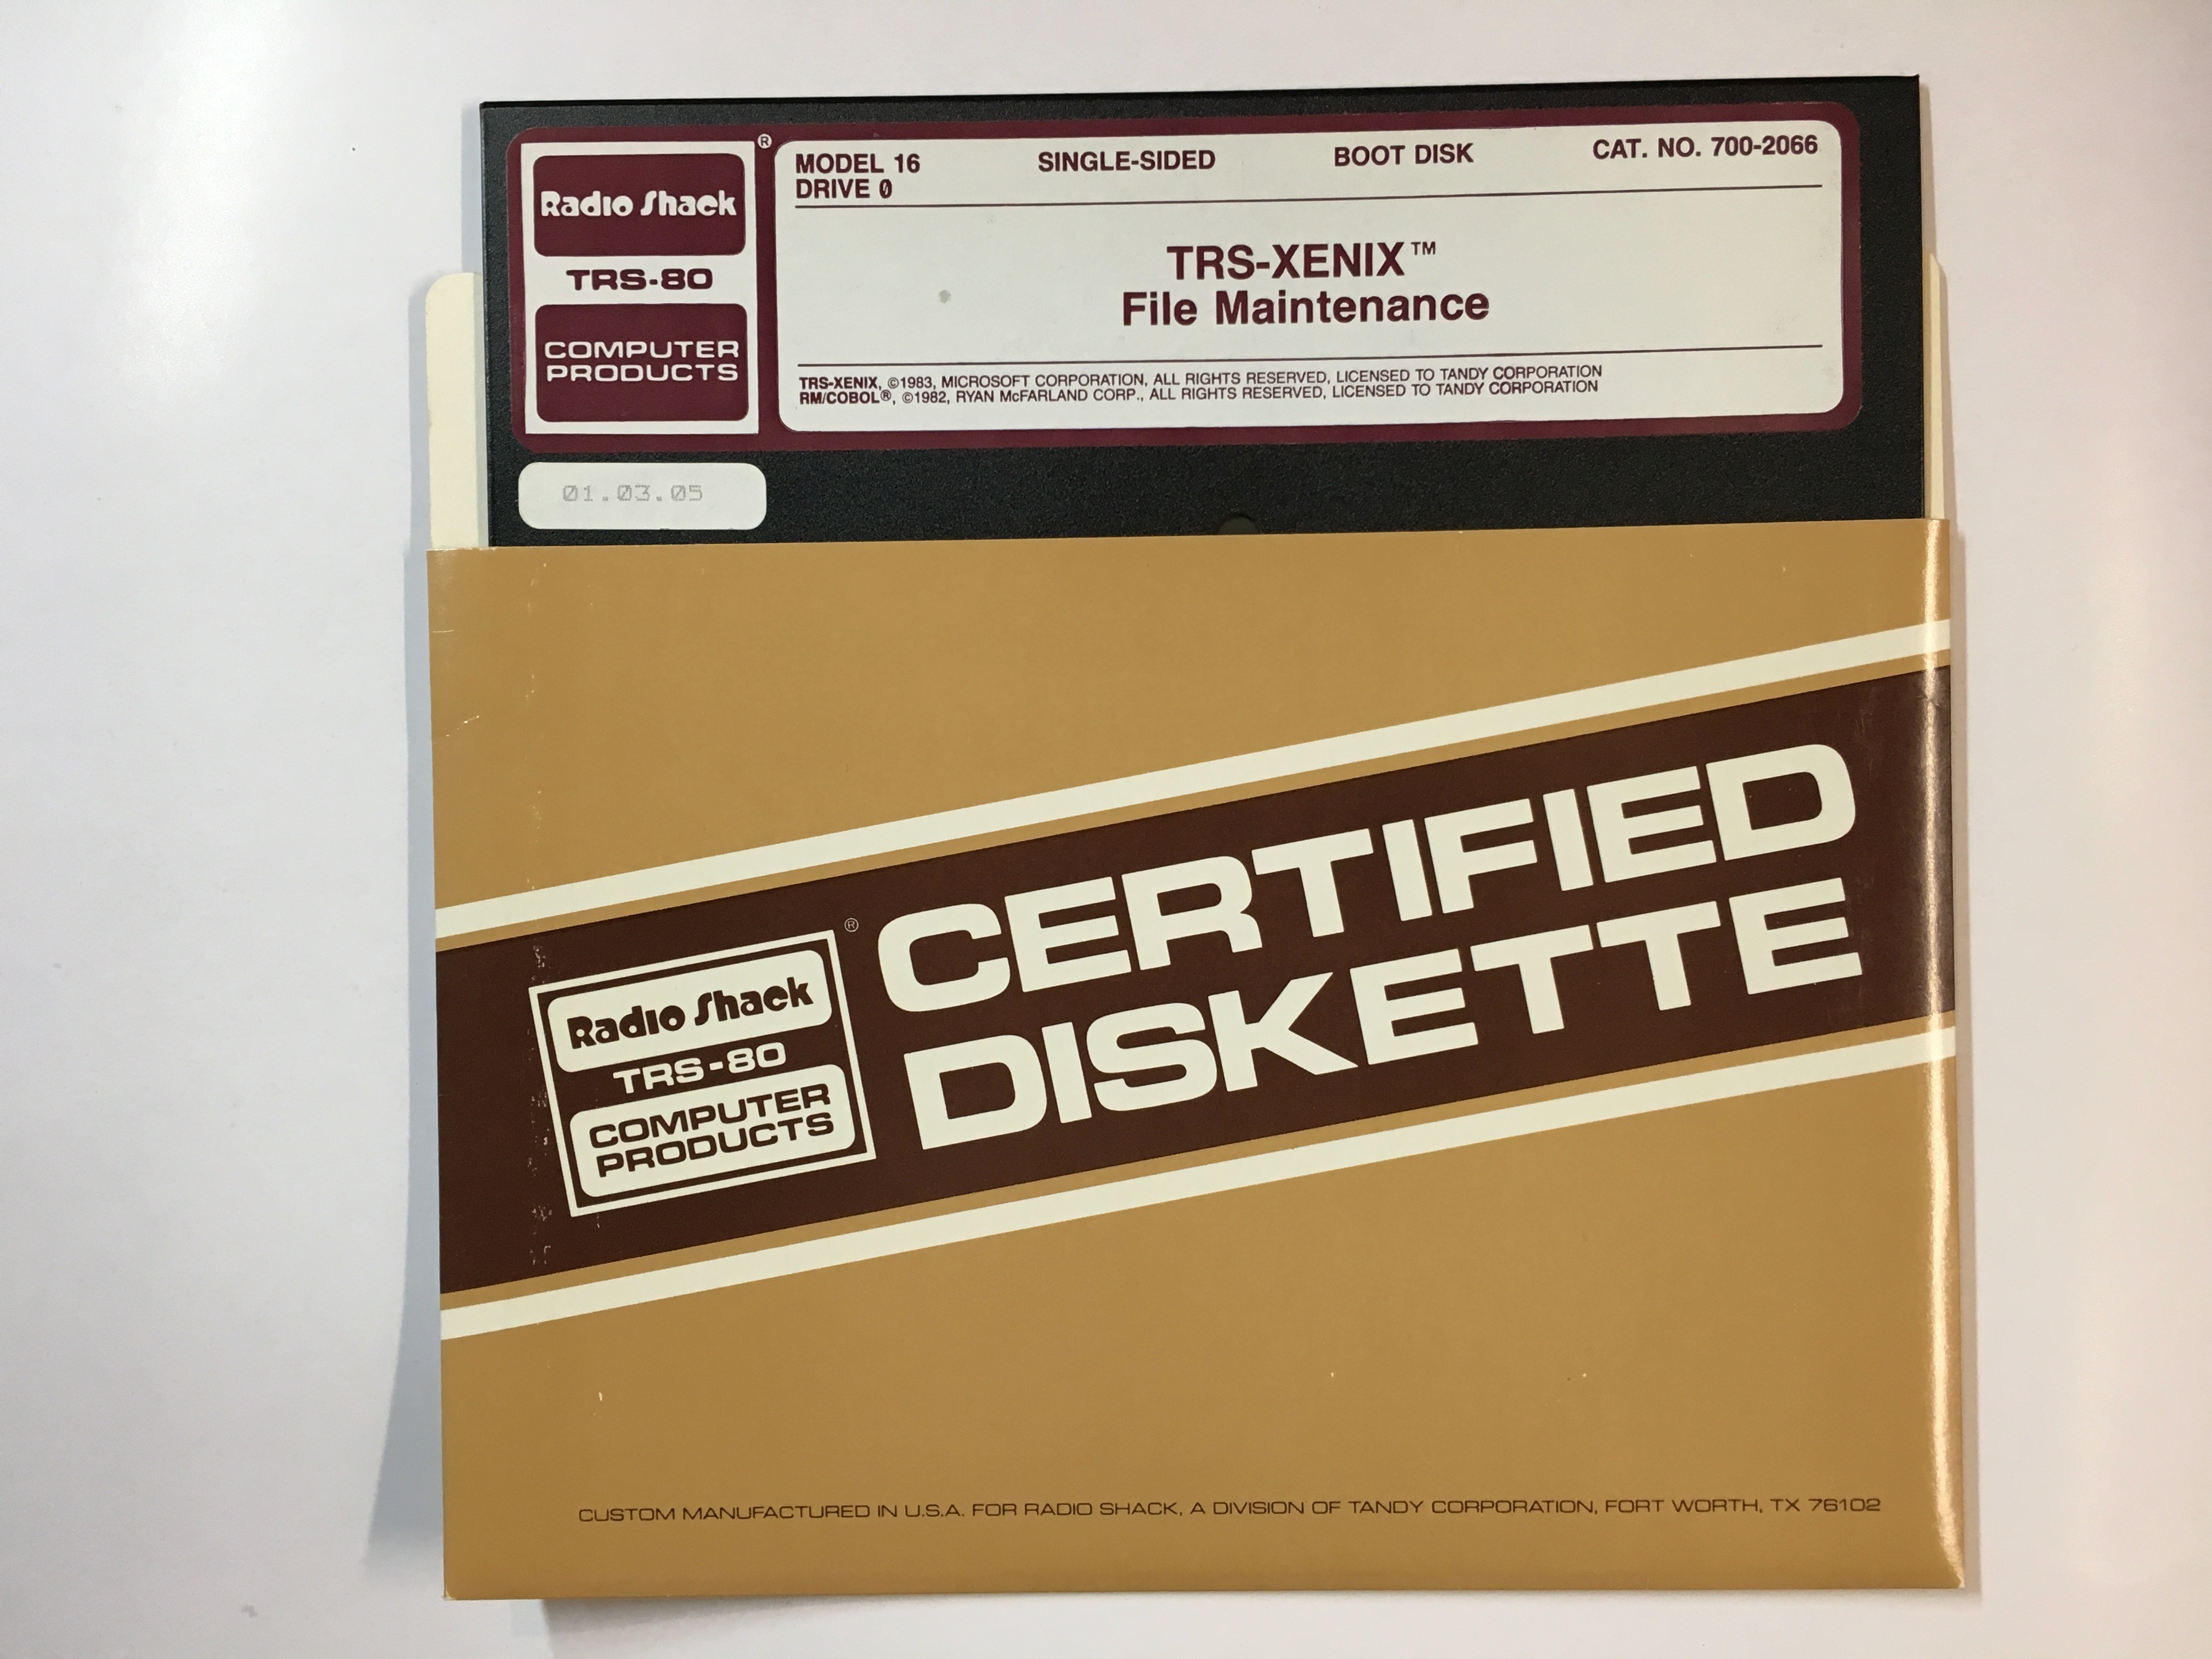 Radio Shack
®
TRS-80
COMPUTER
PRODUCTS
MODEL 16 SINGLE-SIDED BOOT DISK CAT. NO. 700-2066
DRIVE 0
TRS-XENIX™
File Maintenance
TRS-XENIX, ©1983, MICROSOFT CORPORATION, ALL RIGHTS RESERVED, LICENSED TO TANDY CORPORATION
RM/COBOL®, ©1982, RYAN McFARLAND CORP., ALL RIGHTS RESERVED, LICENSED TO TANDY CORPORATION
01.03.05
Radio Shack
®
TRS-80
COMPUTER
PRODUCTS
CERTIFIED
DISKETTE
CUSTOM MANUFACTURED IN U.S.A. FOR RADIO SHACK, A DIVISION OF TANDY CORPORATION, FORT WORTH, TX 76102